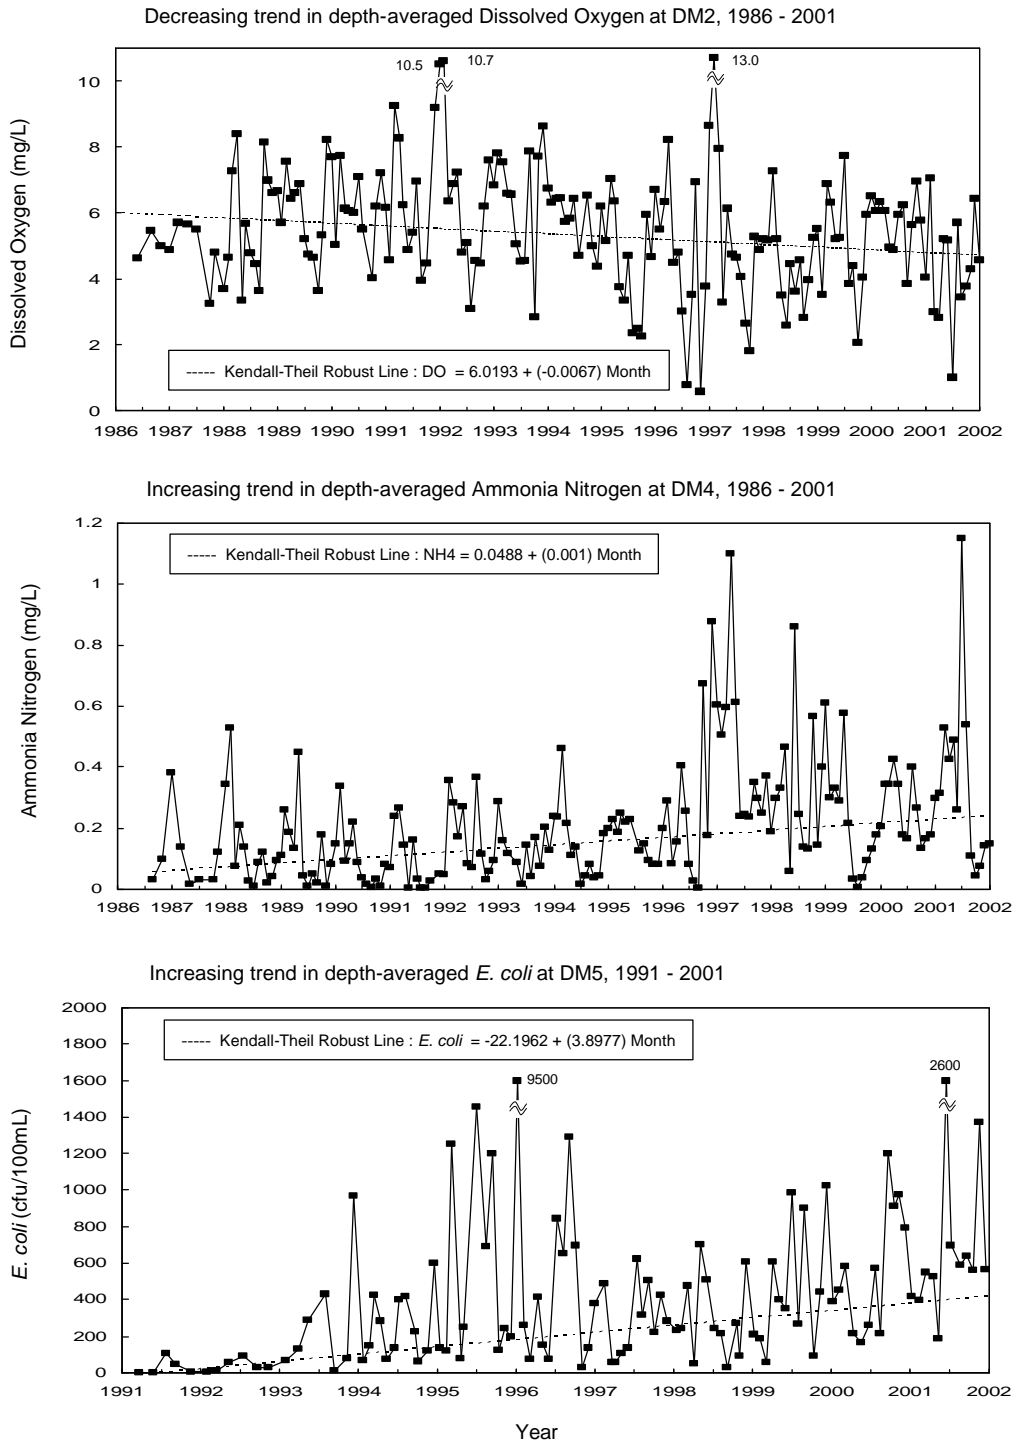 Decreasing trend in depth-averaged Dissolved Oxygen at DM2, 1986 - 2001
10.5
10.7
13.0
10
8
6
4
2
0
Dissolved Oxygen (mg/L)
----- Kendall-Theil Robust Line : DO = 6.0193 + (-0.0067) Month
1986 1987 1988 1989 1990 1991 1992 1993 1994 1995 1996 1997 1998 1999 2000 2001 2002
Increasing trend in depth-averaged Ammonia Nitrogen at DM4, 1986 - 2001
1.2
1
0.8
0.6
0.4
0.2
0
Ammonia Nitrogen (mg/L)
----- Kendall-Theil Robust Line : NH4 = 0.0488 + (0.001) Month
1986 1987 1988 1989 1990 1991 1992 1993 1994 1995 1996 1997 1998 1999 2000 2001 2002
Increasing trend in depth-averaged E. coli at DM5, 1991 - 2001
2000
1800
1600
1400
1200
1000
800
600
400
200
0
E. coli (cfu/100mL)
----- Kendall-Theil Robust Line : E. coli = -22.1962 + (3.8977) Month
9500
2600
1991 1992 1993 1994 1995 1996 1997 1998 1999 2000 2001 2002
Year